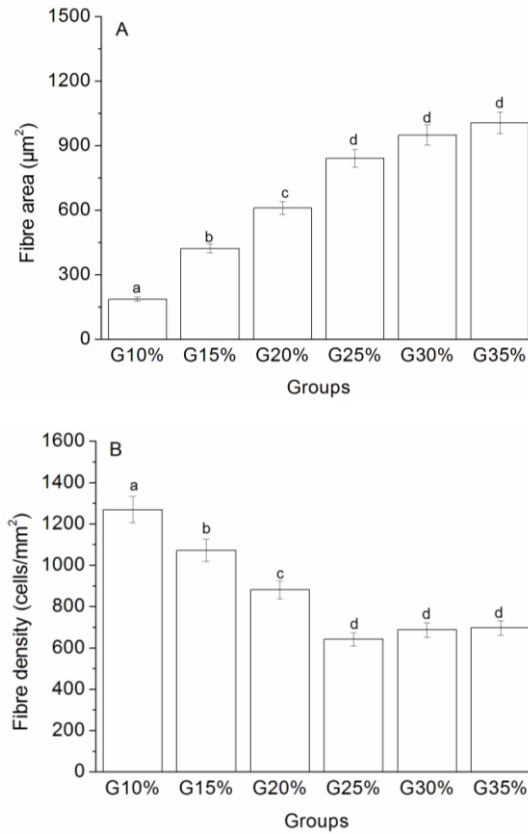 A
1500
1200
900
600
300
0
Fibre area (µm²)
a
b
c
d
d
d
G10% G15% G20% G25% G30% G35%
Groups
B
1600
1400
1200
1000
800
600
400
200
0
Fibre density (cells/mm²)
a
b
c
d
d
d
G10% G15% G20% G25% G30% G35%
Groups